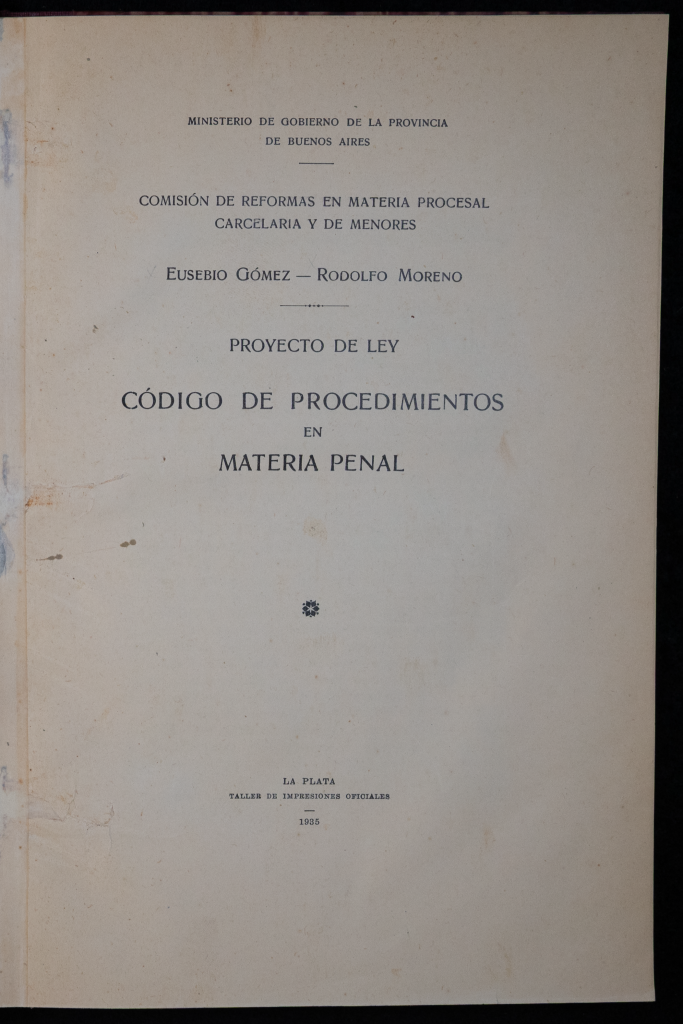 MINISTERIO DE GOBIERNO DE LA PROVINCIA
DE BUENOS AIRES
COMISIÓN DE REFORMAS EN MATERIA PROCESAL
CARCELARIA Y DE MENORES
EUSEBIO GÓMEZ — RODOLFO MORENO
PROYECTO DE LEY
CÓDIGO DE PROCEDIMIENTOS
EN
MATERIA PENAL
LA PLATA
TALLER DE IMPRESIONES OFICIALES
1935